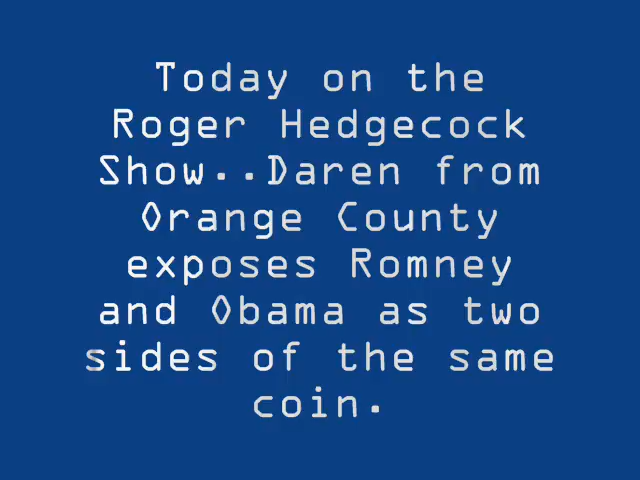 Today on the
Roger Hedgecock
Show..Daren from
Orange County
exposes Romney
and Obama as two
sides of the same
coin.